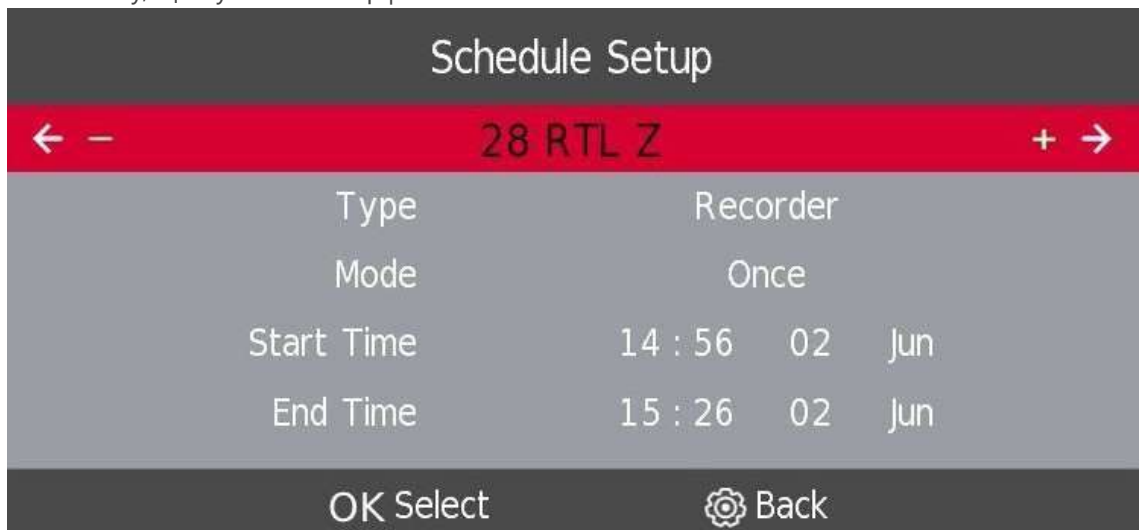 Schedule Setup
← − 28 RTL Z + →
Type Recorder
Mode Once
Start Time 14 : 56 02 Jun
End Time 15 : 26 02 Jun
OK Select Back